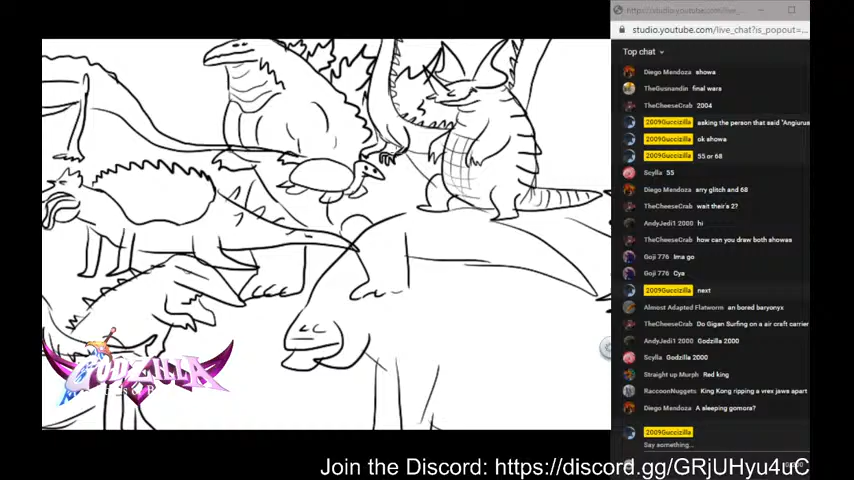 https://studio.youtube.com/live_
studio.youtube.com/live_chat?is_popout=...
Top chat
Diego Mendoza showa
TheGusnandin final wars
TheCheeseCrab 2004
2009Guccizilla asking the person that said "Angiurus
2009Guccizilla ok showa
2009Guccizilla 55 or 68
Scylla 55
Diego Mendoza arry glitch and 68
TheCheeseCrab wait their's 2?
AndyJedi1 2000 hi
TheCheeseCrab how can you draw both showas
Goji 776 Ima go
Goji 776 Cya
2009Guccizilla next
Almost Adapted Flatworm an bored baryonyx
TheCheeseCrab Do Gigan Surfing on a air craft carrier
AndyJedi1 2000 Godzilla 2000
Scylla Godzilla 2000
Straight up Murph Red king
RaccoonNuggets King Kong ripping a vrex jaws apart
Diego Mendoza A sleeping gomora?
2009Guccizilla
Say something...
GODZILLA
Join the Discord: https://discord.gg/GRjUHyu4uC